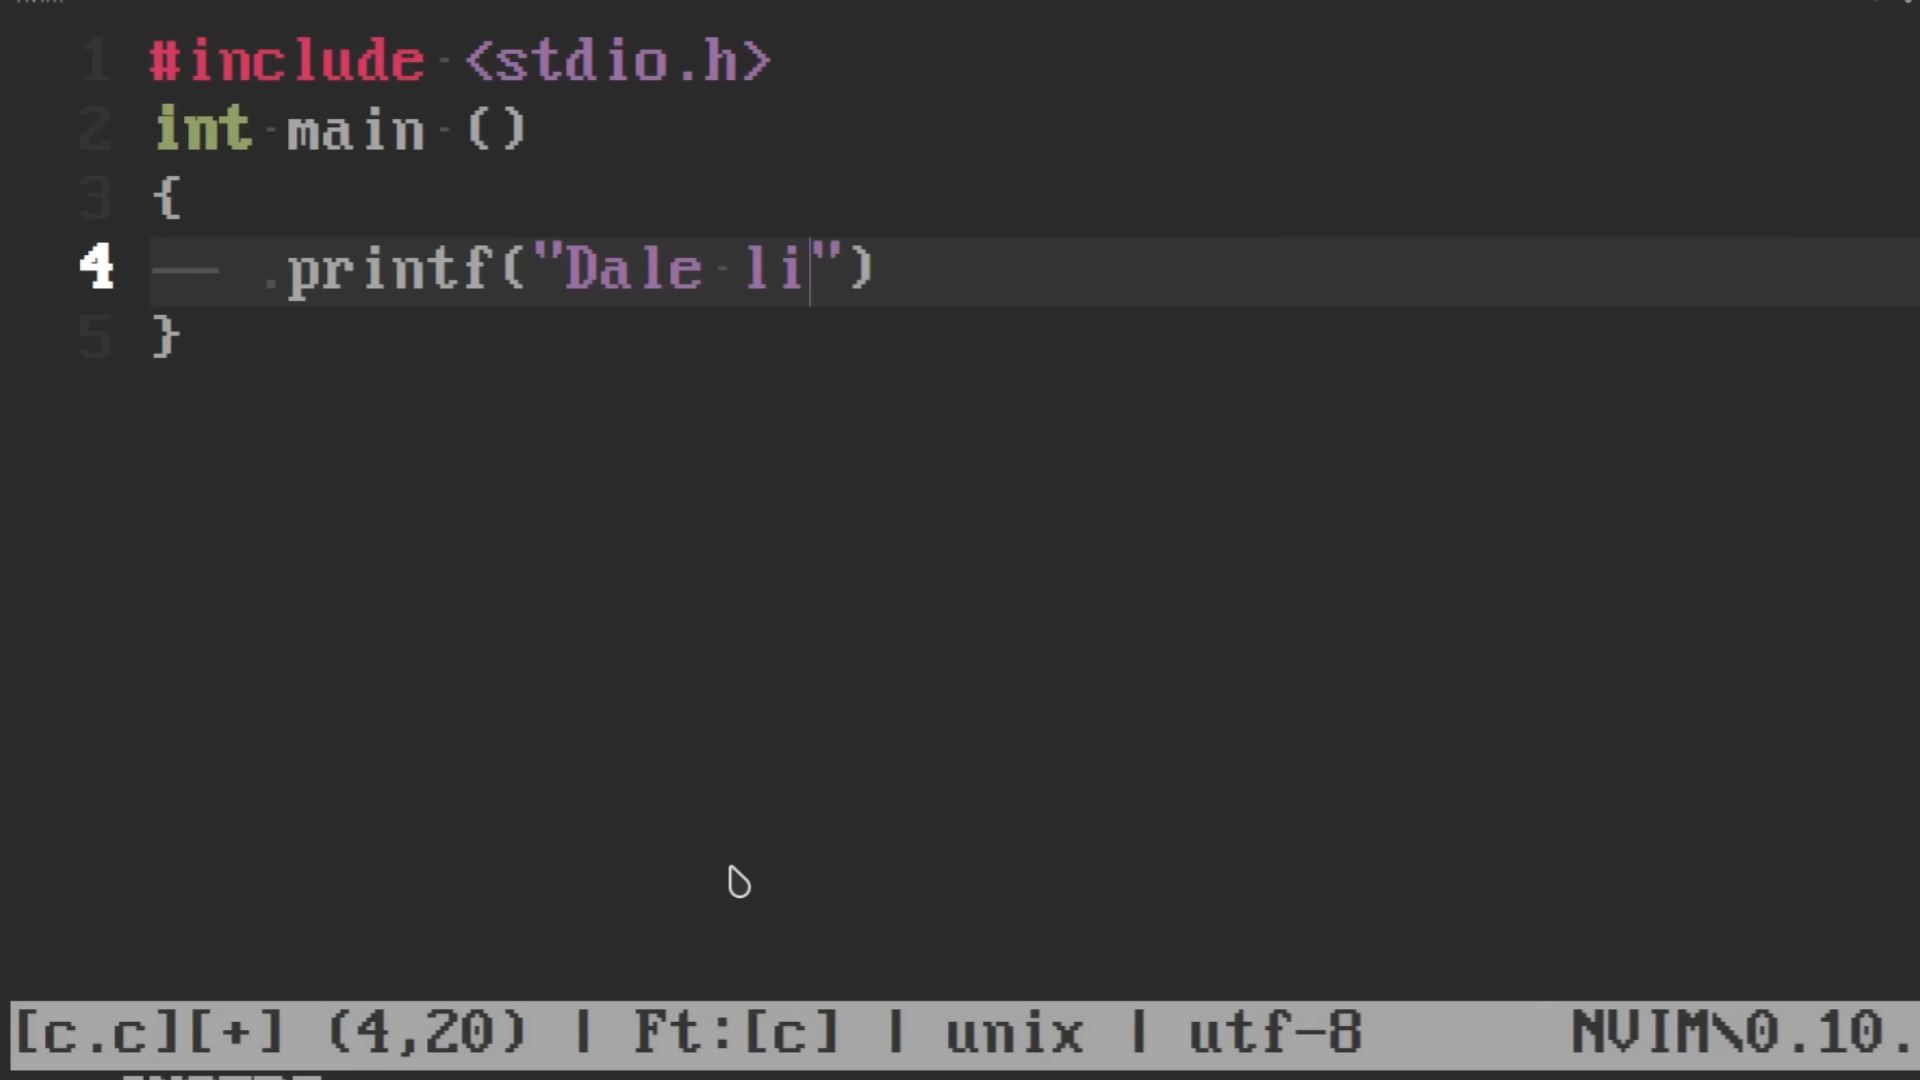 1 #include <stdio.h>
2 int main ()
3 {
4 —— .printf("Dale li")
5 }
[c.c][+] (4,20) | Ft:[c] | unix | utf-8 NVIM\0.10.